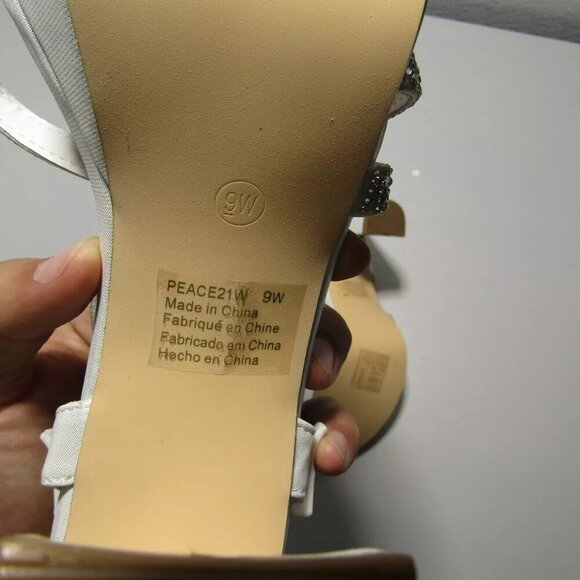 9W
PEACE21W 9W
Made in China
Fabriqué en Chine
Fabricado em China
Hecho en China